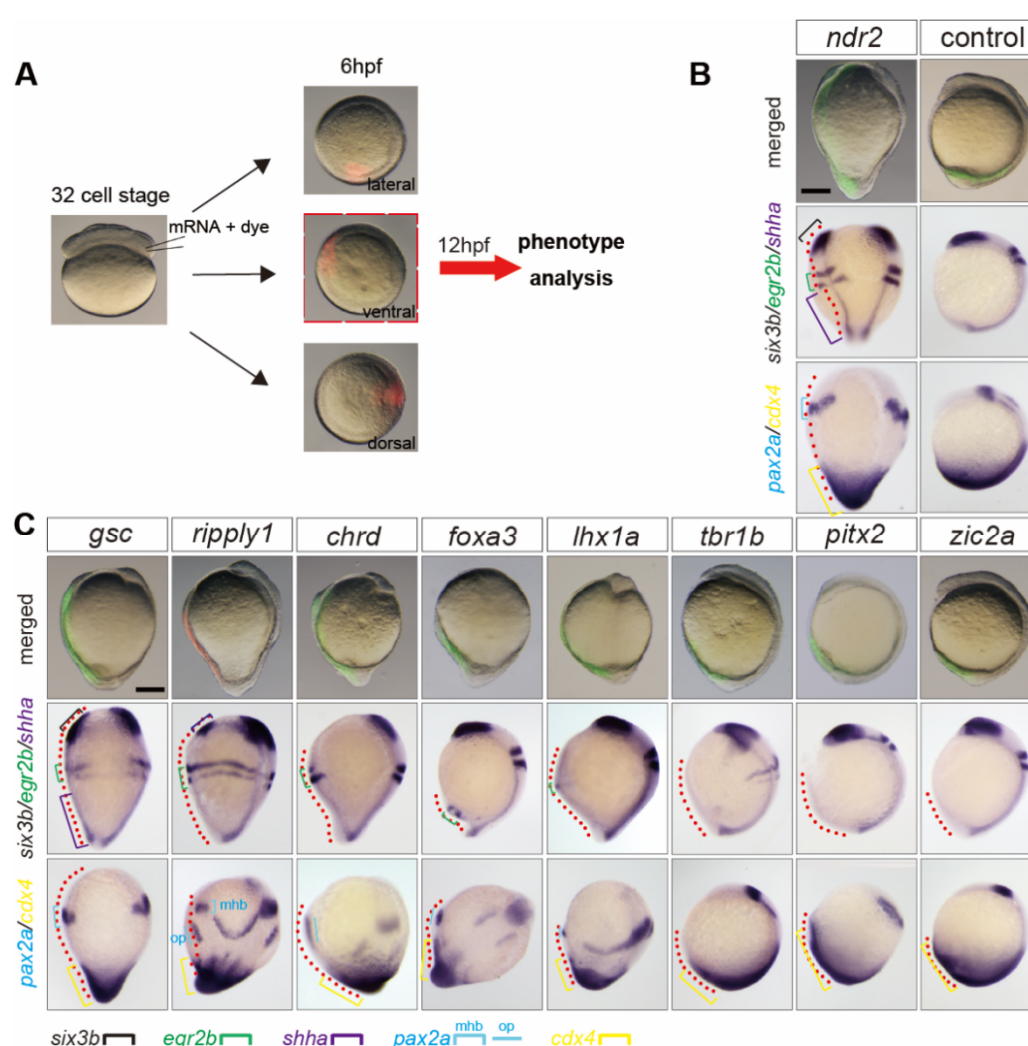 A
6hpf
32 cell stage
mRNA + dye
lateral
ventral
dorsal
12hpf
phenotype
analysis
B
ndr2
control
merged
six3b/egr2b/shha
pax2a/cdx4
C
gsc
ripply1
chrd
foxa3
lhx1a
tbr1b
pitx2
zic2a
merged
six3b/egr2b/shha
pax2a/cdx4
mhb
op
six3b
egr2b
shha
pax2a
mhb
op
cdx4